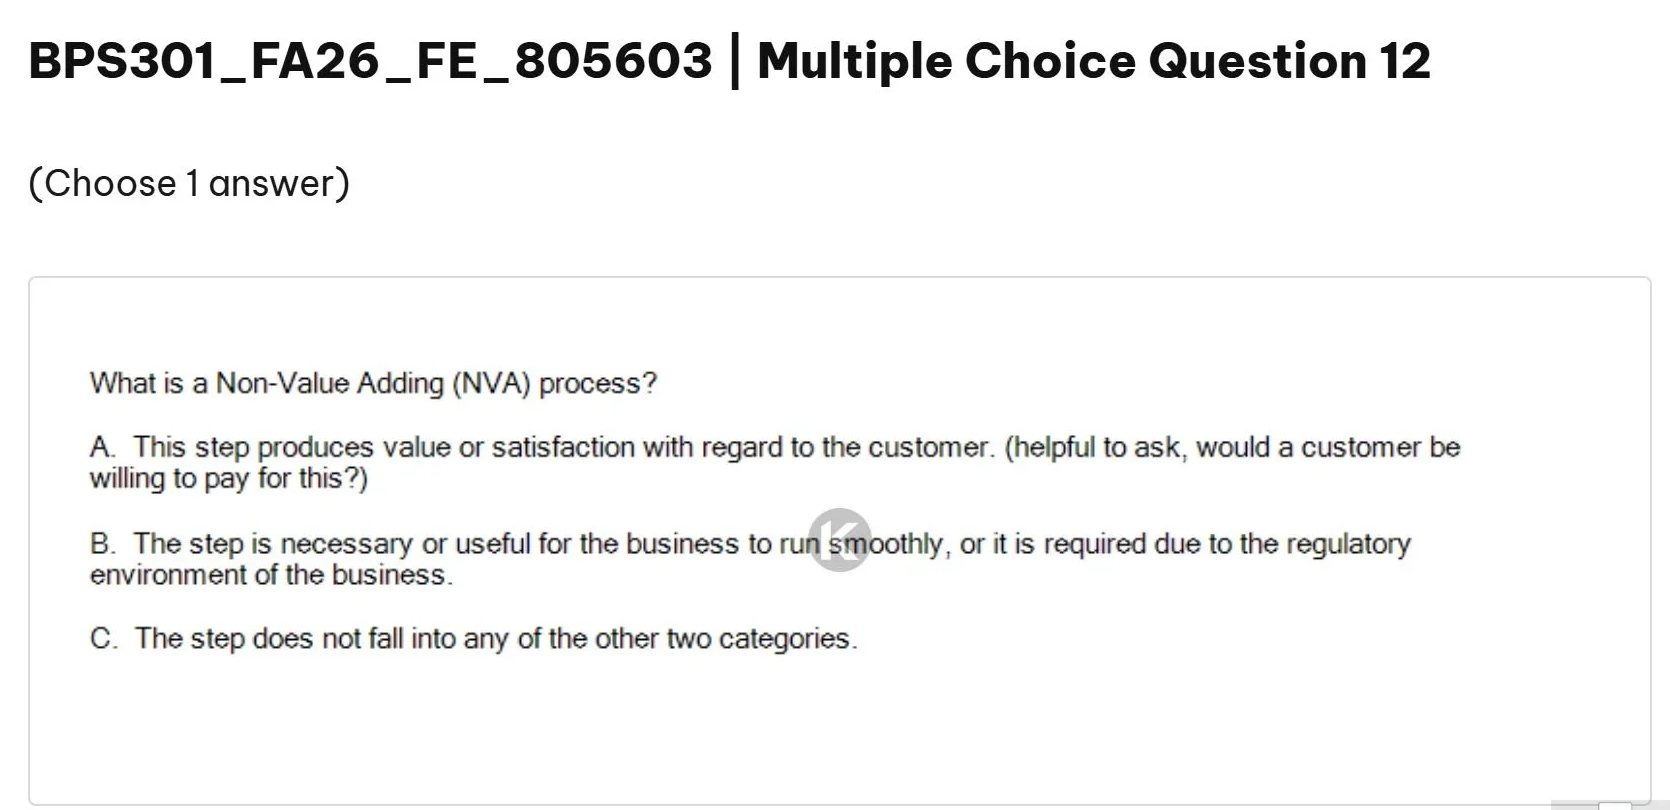 BPS301_FA26_FE_805603 | Multiple Choice Question 12
(Choose 1 answer)
What is a Non-Value Adding (NVA) process?
A. This step produces value or satisfaction with regard to the customer. (helpful to ask, would a customer be
willing to pay for this?)
B. The step is necessary or useful for the business to run smoothly, or it is required due to the regulatory
environment of the business.
C. The step does not fall into any of the other two categories.